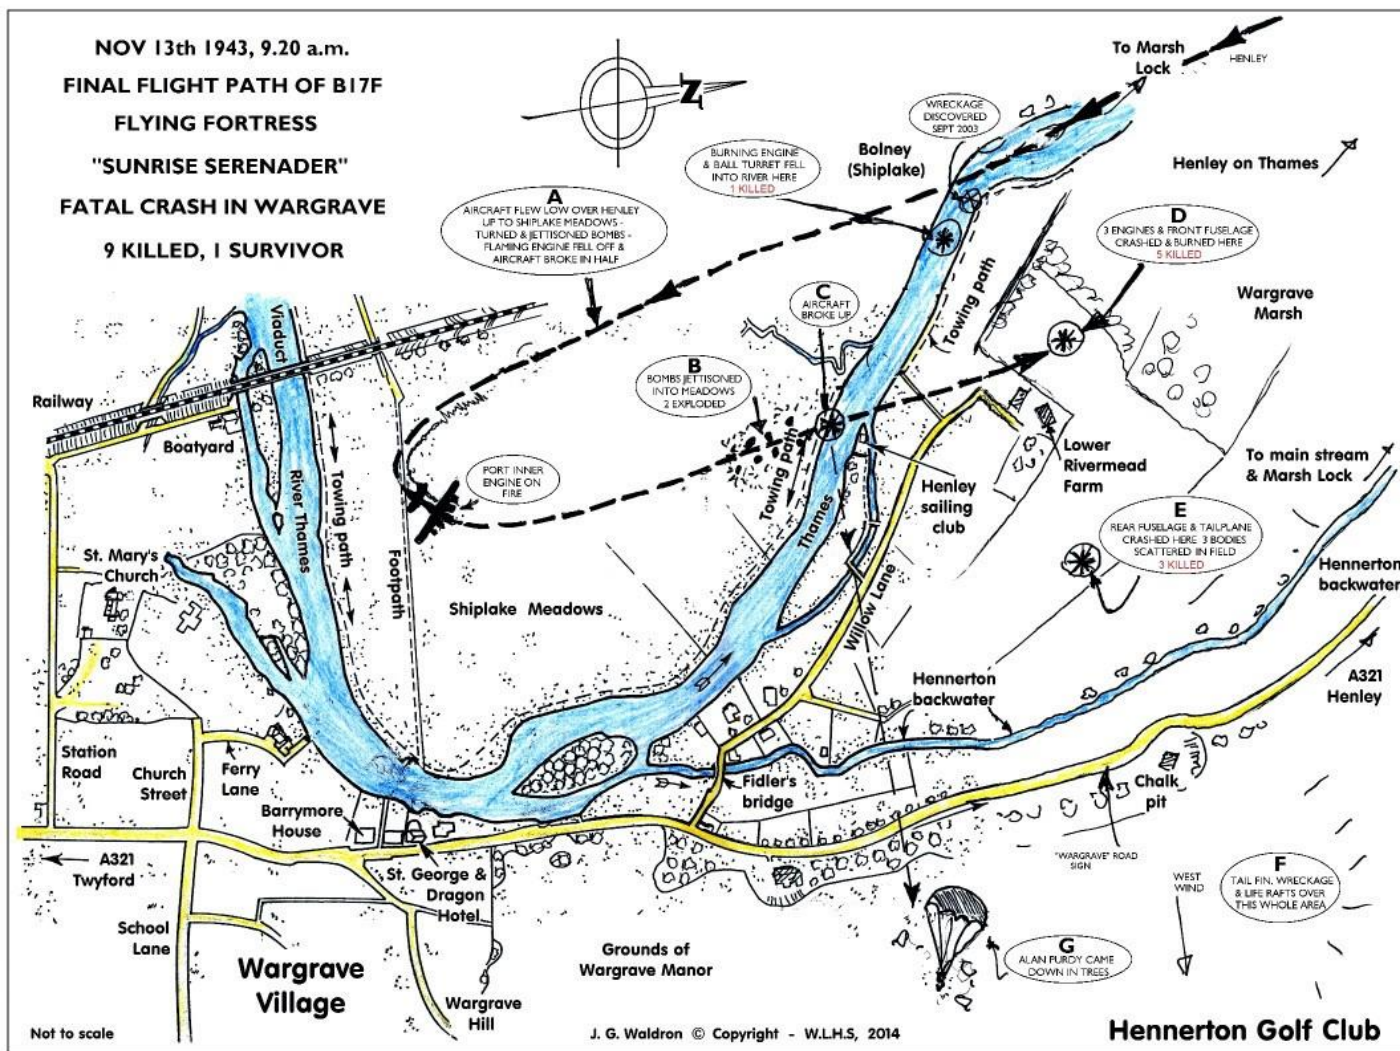 NOV 13th 1943, 9.20 a.m.
FINAL FLIGHT PATH OF B17F
FLYING FORTRESS
"SUNRISE SERENADER"
FATAL CRASH IN WARGRAVE
9 KILLED, 1 SURVIVOR
N
To Marsh
Lock
HENLEY
WRECKAGE
DISCOVERED
SEPT 2003
BURNING ENGINE
& BALL TURRET FELL
INTO RIVER HERE
1 KILLED
Bolney
(Shiplake)
Henley on Thames
A
AIRCRAFT FLEW LOW OVER HENLEY
UP TO SHIPLAKE MEADOWS -
TURNED & JETTISONED BOMBS -
FLAMING ENGINE FELL OFF &
AIRCRAFT BROKE IN HALF
D
3 ENGINES & FRONT FUSELAGE
CRASHED & BURNED HERE
5 KILLED
Wargrave
Marsh
C
AIRCRAFT
BROKE UP
Towing path
Viaduct
B
BOMBS JETTISONED
INTO MEADOWS
2 EXPLODED
Railway
Boatyard
River Thames
Towing path
Footpath
PORT INNER
ENGINE ON
FIRE
Towing path
Thames
Henley
sailing
club
Lower
Rivermead
Farm
To main stream
& Marsh Lock
E
REAR FUSELAGE & TAILPLANE
CRASHED HERE 3 BODIES
SCATTERED IN FIELD
3 KILLED
Hennerton
backwater
St. Mary's
Church
Shiplake Meadows
Willow Lane
Hennerton
backwater
A321
Henley
Station
Road
Church
Street
Ferry
Lane
Barrymore
House
Fidler's
bridge
Chalk
pit
"WARGRAVE" ROAD
SIGN
A321
Twyford
St. George &
Dragon
Hotel
WEST
WIND
F
TAIL FIN, WRECKAGE
& LIFE RAFTS OVER
THIS WHOLE AREA
School
Lane
Wargrave
Village
Wargrave
Hill
Grounds of
Wargrave Manor
G
ALAN PURDY CAME
DOWN IN TREES
Not to scale
J. G. Waldron © Copyright - W.L.H.S, 2014
Hennerton Golf Club